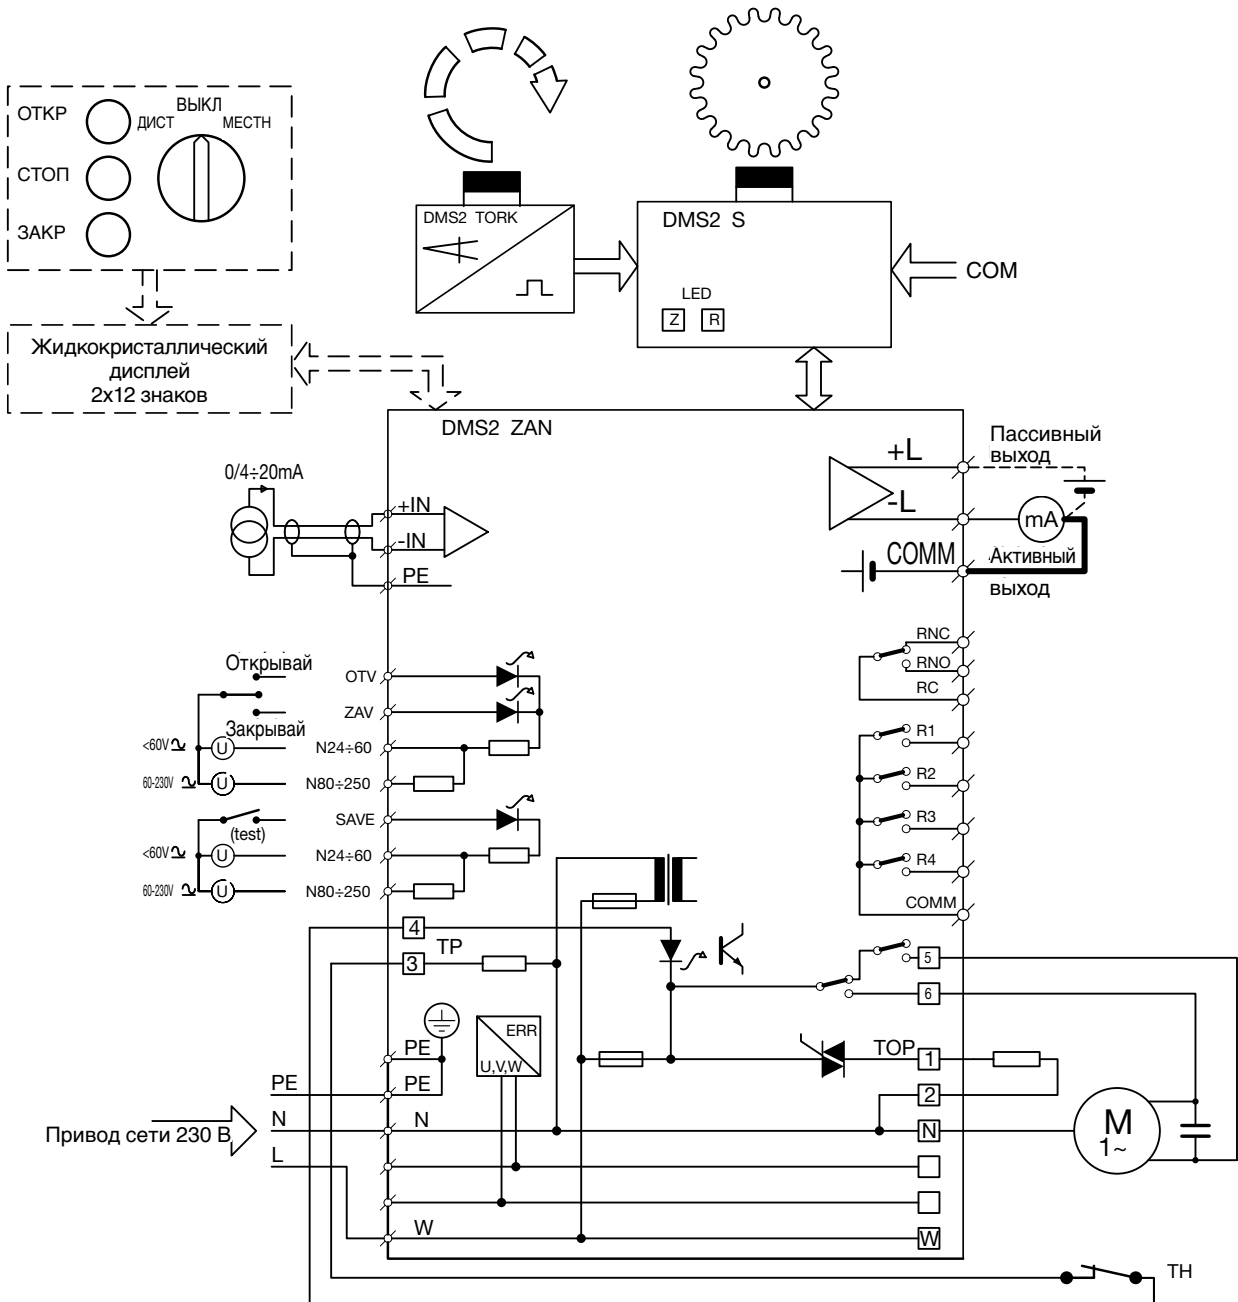 ОТКР
ВЫКЛ
ДИСТ
МЕСТН
СТОП
ЗАКР
DMS2 TORK
DMS2 S
LED
Z
R
COM
Жидкокристаллический
дисплей
2x12 знаков
DMS2 ZAN
0/4÷20mA
+IN
-IN
PE
+L
-L
COMM
Пассивный
выход
mA
Активный
выход
RNC
RNO
RC
R1
R2
R3
R4
COMM
Открывай
Закрывай
OTV
ZAV
<60V
U
N24÷60
60-230V
U
N80÷250
SAVE
(test)
<60V
U
N24÷60
60-230V
U
N80÷250
4
3
TP
5
6
ERR
U,V,W
PE
PE
PE
TOP
1
2
Привод сети 230 В
N
N
N
L
M
1~
W
W
TH